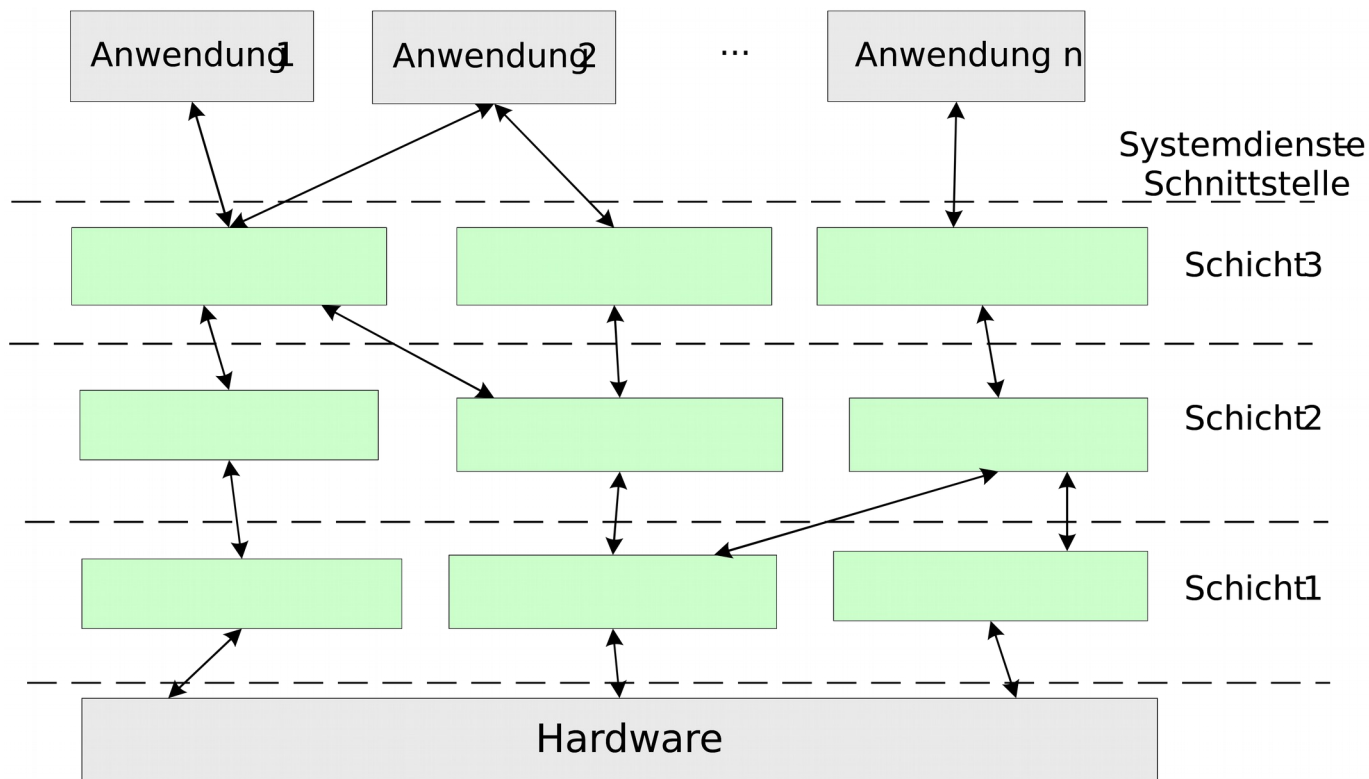 Anwendung1
Anwendung2
...
Anwendung n
Systemdienste-
Schnittstelle
Schicht3
Schicht2
Schicht1
Hardware